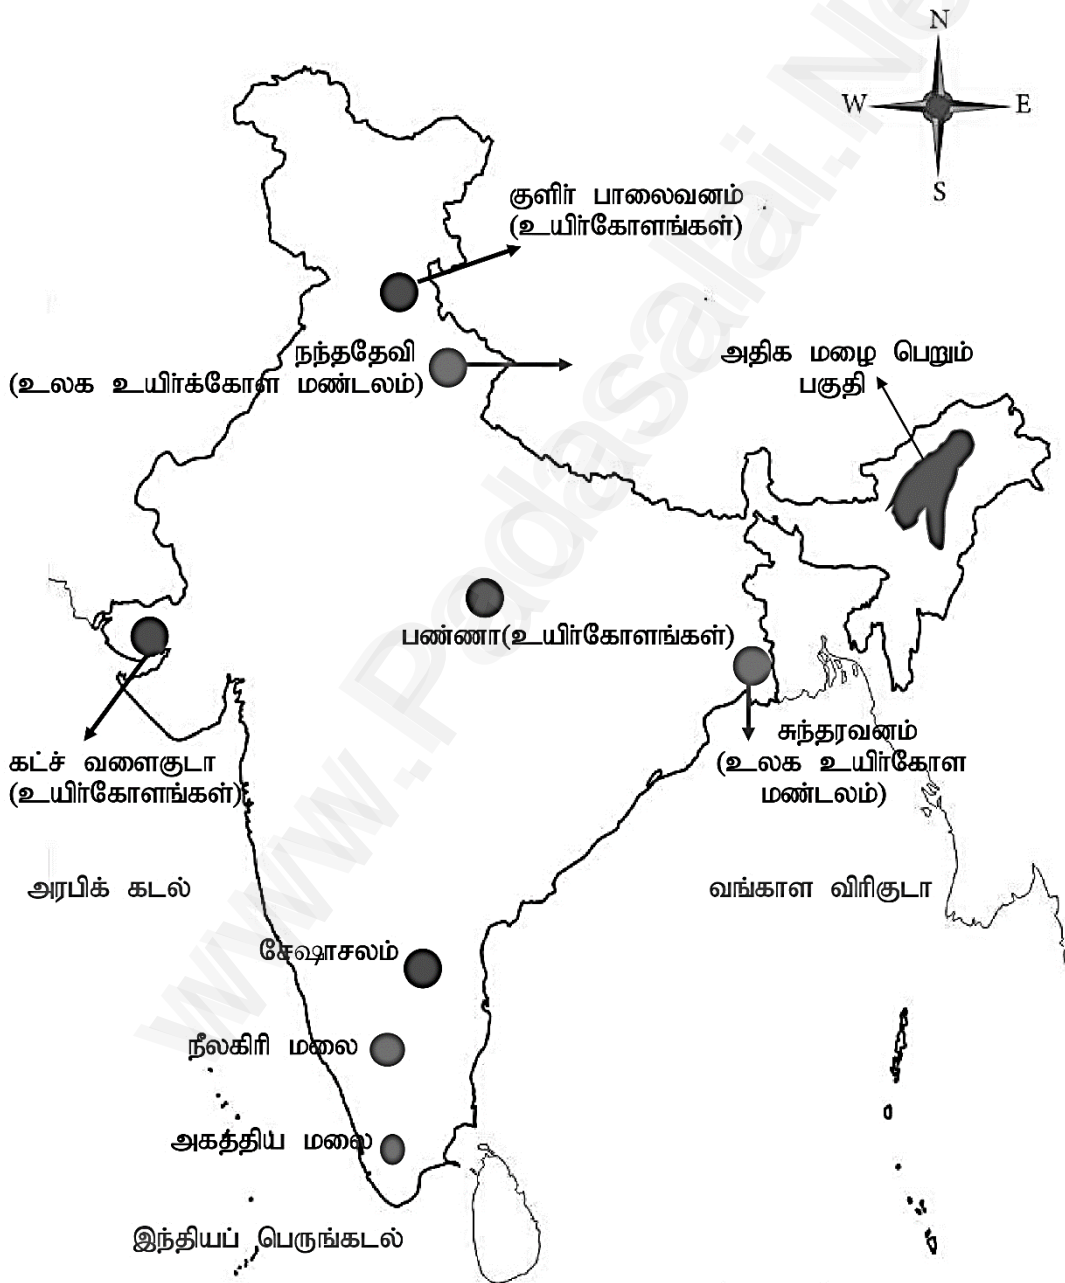 N
W E
S
குளிர் பாலைவனம்
(உயிர்கோளங்கள்)
நந்ததேவி
(உலக உயிர்க்கோள மண்டலம்)
அதிக மழை பெறும்
பகுதி
பண்ணா(உயிர்கோளங்கள்)
சுந்தரவனம்
(உலக உயிர்கோள
மண்டலம்)
கட்ச் வளைகுடா
(உயிர்கோளங்கள்)
அரபிக் கடல்
வங்காள விரிகுடா
சேஷாசலம்
நீலகிரி மலை
அகத்திய மலை
இந்தியப் பெருங்கடல்
www.Padasalai.Ne